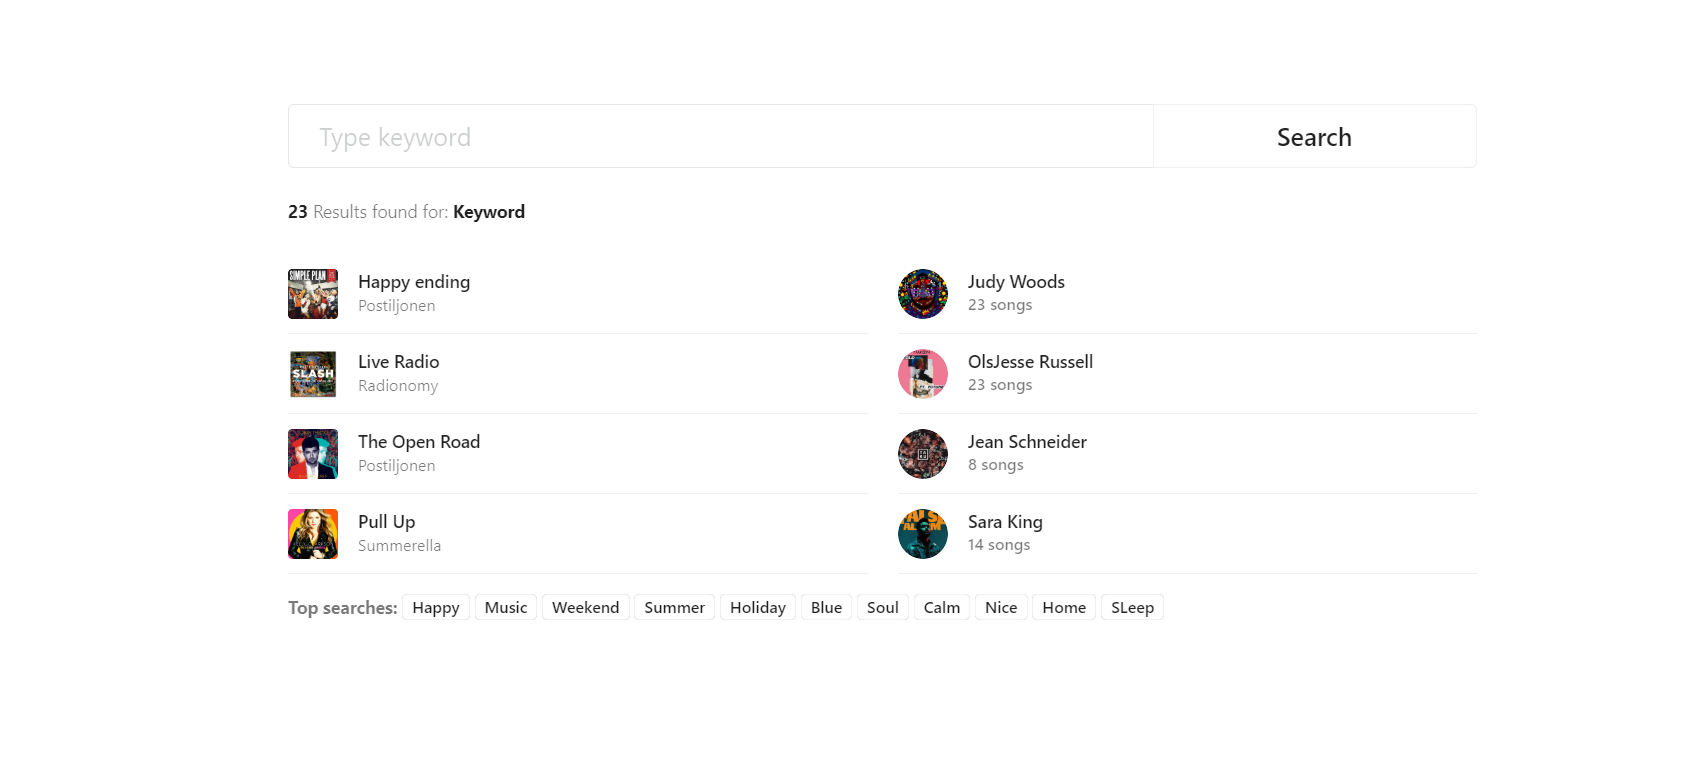 Type keyword
Search
23 Results found for: Keyword
SIMPLE PLAN
Happy ending
Postiljonen
SLASH
Live Radio
Radionomy
The Open Road
Postiljonen
Pull Up
Summerella
Judy Woods
23 songs
OlsJesse Russell
23 songs
Jean Schneider
8 songs
Sara King
14 songs
Top searches: Happy Music Weekend Summer Holiday Blue Soul Calm Nice Home SLeep